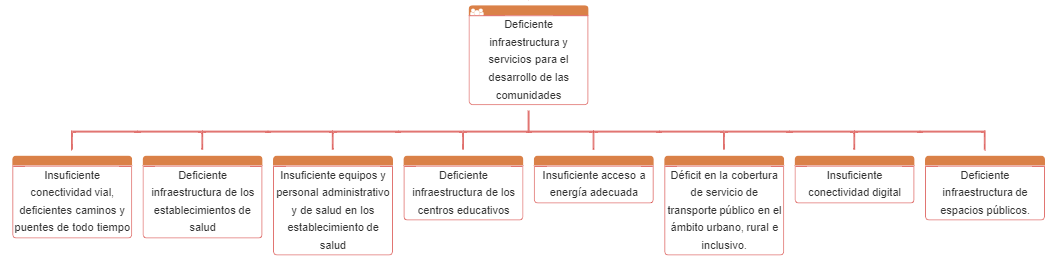 Deficiente
infraestructura y
servicios para el
desarrollo de las
comunidades
Insuficiente
conectividad vial,
deficientes caminos y
puentes de todo tiempo
Deficiente
infraestructura de los
establecimientos de
salud
Insuficiente equipos y
personal administrativo
y de salud en los
establecimiento de
salud
Deficiente
infraestructura de los
centros educativos
Insuficiente acceso a
energía adecuada
Déficit en la cobertura
de servicio de
transporte público en el
ámbito urbano, rural e
inclusivo.
Insuficiente
conectividad digital
Deficiente
infraestructura de
espacios públicos.